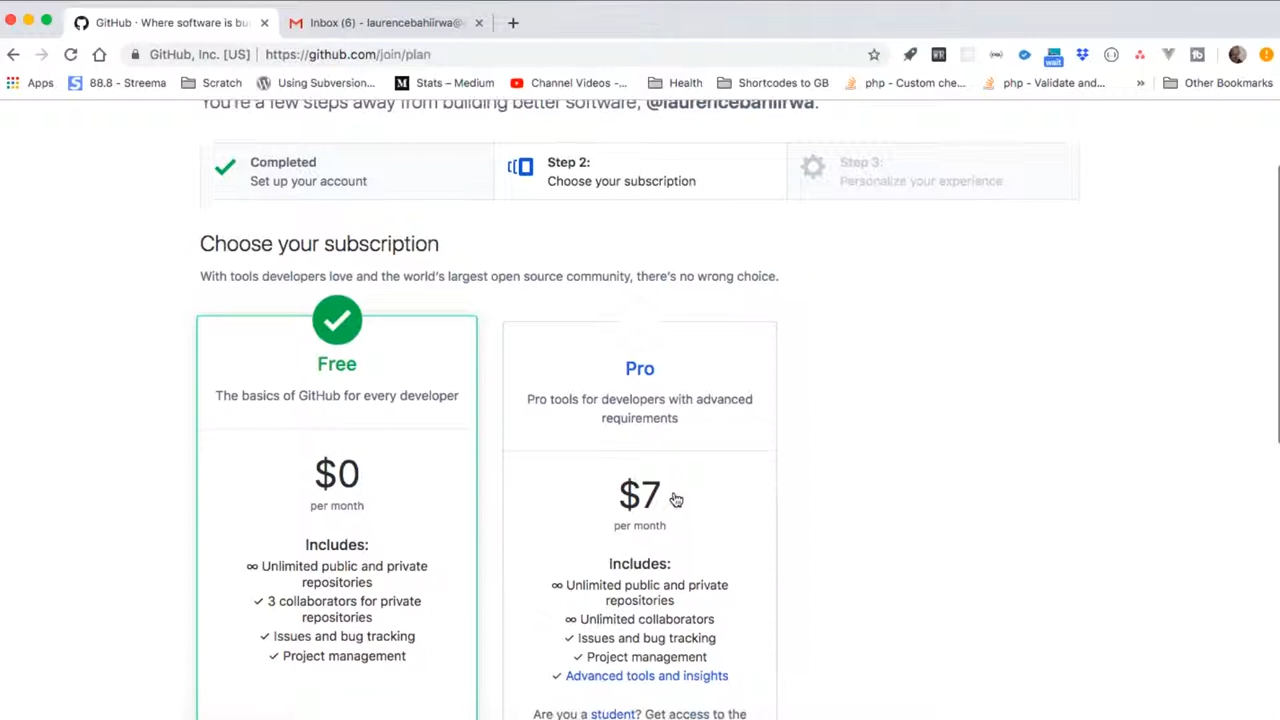 GitHub · Where software is bu
Inbox (6) - laurencebahiirwa@
GitHub, Inc. [US] | https://github.com/join/plan
wait
Apps
88.8 - Streema
Scratch
Using Subversion...
Stats – Medium
Channel Videos -...
Health
Shortcodes to GB
php - Custom che...
php - Validate and...
»
Other Bookmarks
You're a few steps away from building better software, @laurencebahiirwa.
Completed
Set up your account
Step 2:
Choose your subscription
Step 3:
Personalize your experience
Choose your subscription
With tools developers love and the world's largest open source community, there's no wrong choice.
Free
The basics of GitHub for every developer
$0
per month
Includes:
∞ Unlimited public and private
repositories
✓ 3 collaborators for private
repositories
✓ Issues and bug tracking
✓ Project management
Pro
Pro tools for developers with advanced
requirements
$7
per month
Includes:
∞ Unlimited public and private
repositories
∞ Unlimited collaborators
✓ Issues and bug tracking
✓ Project management
✓ Advanced tools and insights
Are you a student? Get access to the